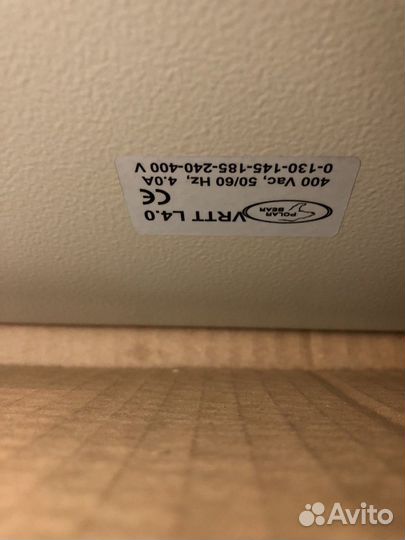 POLAR BEAR VRTT L4.0
CE
400 Vac, 50/60 Hz, 4.0A
0-130-145-185-240-400 V
Avito